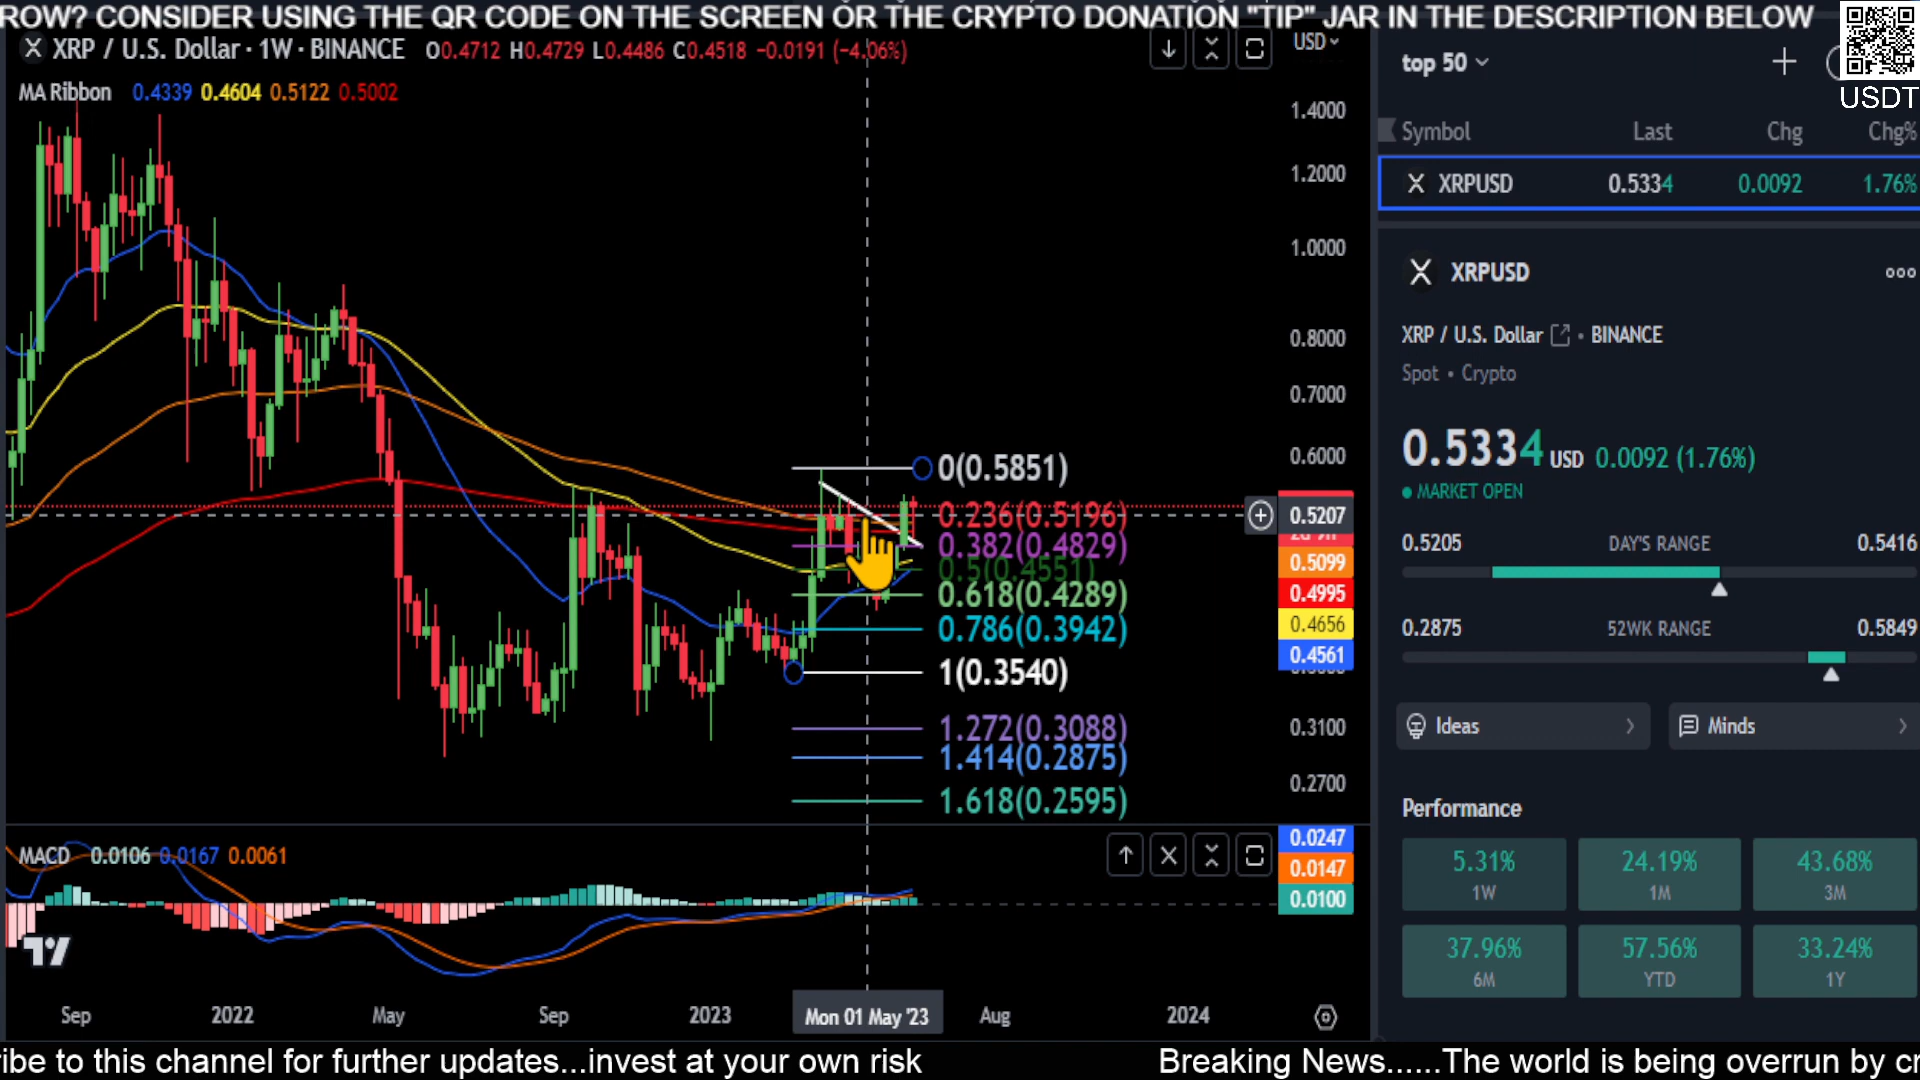 ROW? CONSIDER USING THE QR CODE ON THE SCREEN OR THE CRYPTO DONATION "TIP" JAR IN THE DESCRIPTION BELOW
XRP / U.S. Dollar · 1W · BINANCE O0.4712 H0.4729 L0.4486 C0.4518 −0.0191 (−4.06%)
USD
MA Ribbon 0.4339 0.4604 0.5122 0.5002
1.4000
1.2000
1.0000
0.8000
0.7000
0.6000
0.5207
0.5099
0.4995
0.4656
0.4561
0.3100
0.2700
0(0.5851)
0.236(0.5196)
0.382(0.4829)
0.5(0.4551)
0.618(0.4289)
0.786(0.3942)
1(0.3540)
1.272(0.3088)
1.414(0.2875)
1.618(0.2595)
MACD 0.0106 0.0167 0.0061
0.0247
0.0147
0.0100
Sep 2022 May Sep 2023 Mon 01 May '23 Aug 2024
top 50
USDT
Symbol Last Chg Chg%
XRPUSD 0.5334 0.0092 1.76%
XRPUSD
XRP / U.S. Dollar • BINANCE
Spot • Crypto
0.5334 USD 0.0092 (1.76%)
MARKET OPEN
0.5205 DAY'S RANGE 0.5416
0.2875 52WK RANGE 0.5849
Ideas
Minds
Performance
5.31% 24.19% 43.68%
1W 1M 3M
37.96% 57.56% 33.24%
6M YTD 1Y
ribe to this channel for further updates...invest at your own risk
Breaking News......The world is being overrun by cr